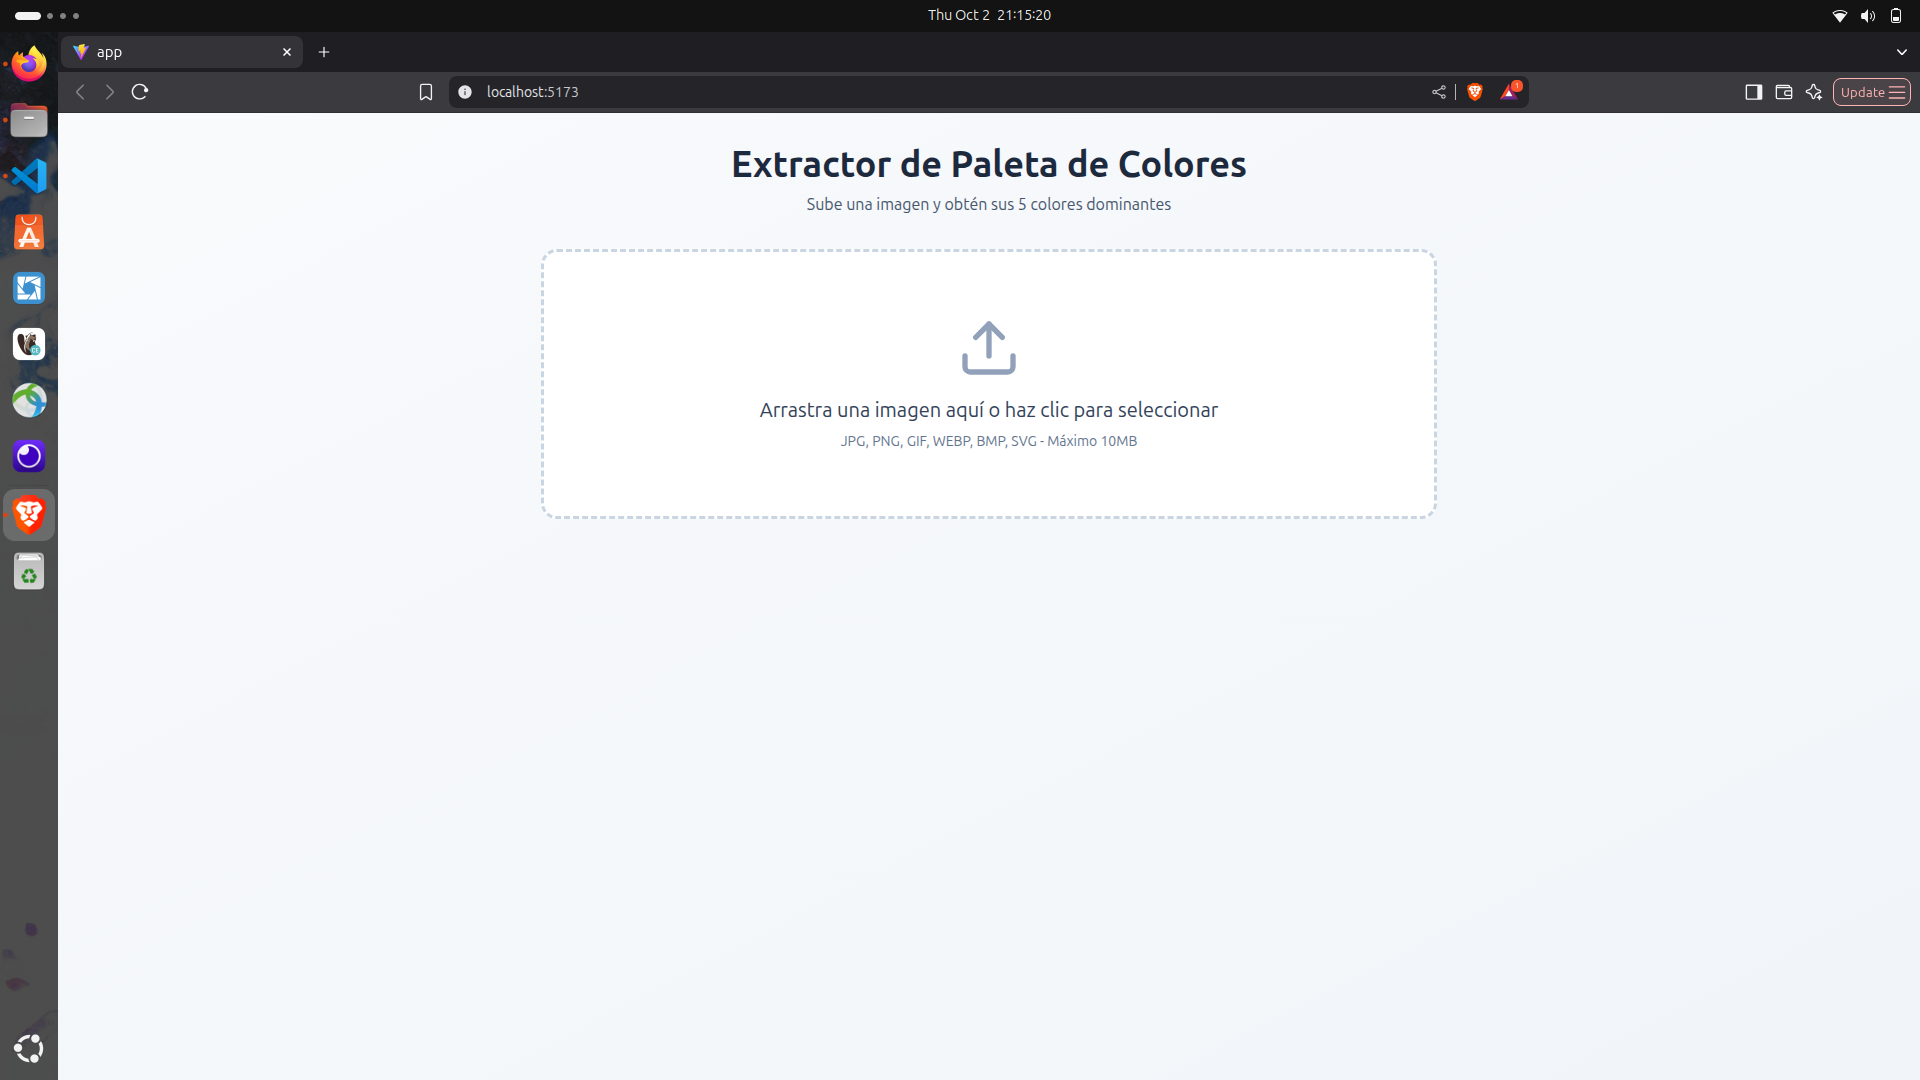 Thu Oct 2 21:15:20
app
localhost:5173
1
Update
Extractor de Paleta de Colores
Sube una imagen y obtén sus 5 colores dominantes
Arrastra una imagen aquí o haz clic para seleccionar
JPG, PNG, GIF, WEBP, BMP, SVG - Máximo 10MB
CE